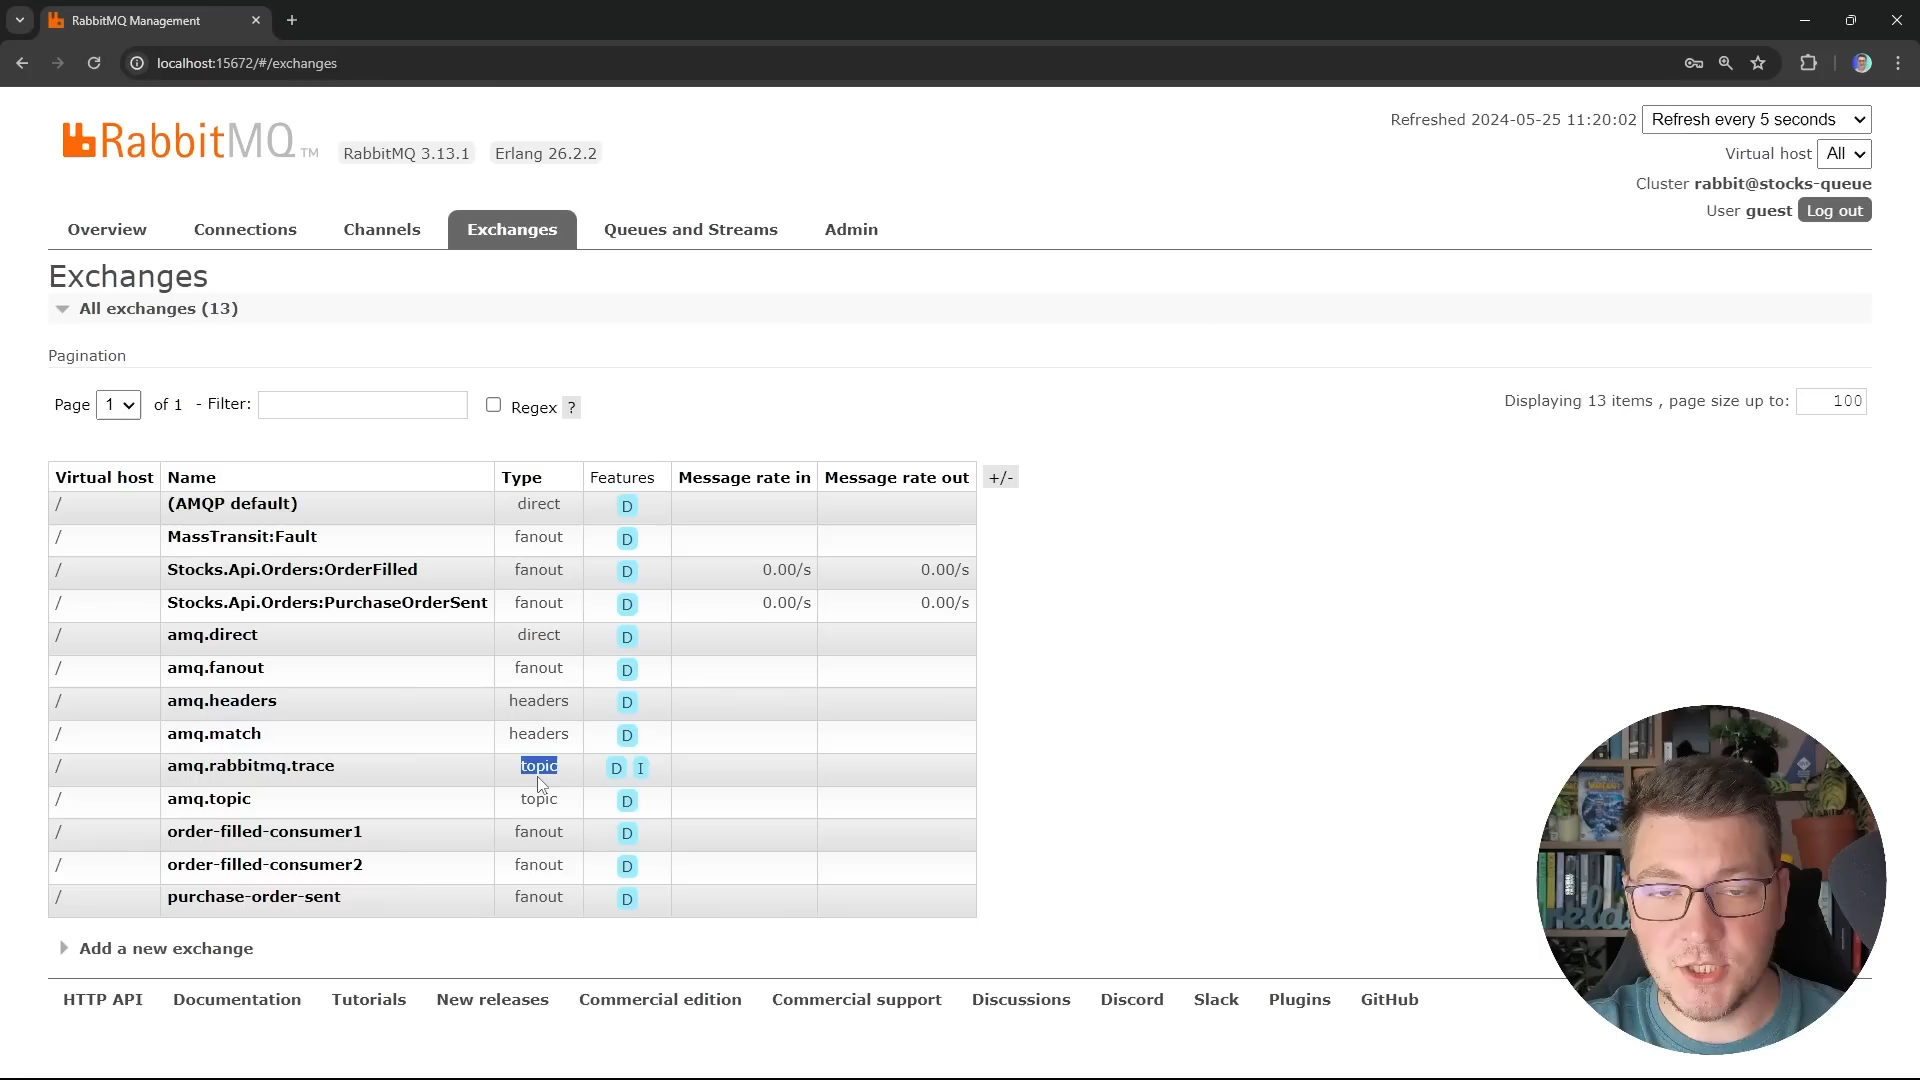 RabbitMQ Management
localhost:15672/#/exchanges
RabbitMQ TM
RabbitMQ 3.13.1
Erlang 26.2.2
Refreshed 2024-05-25 11:20:02
Refresh every 5 seconds
Virtual host All
Cluster rabbit@stocks-queue
User guest Log out
Overview Connections Channels Exchanges Queues and Streams Admin
Exchanges
All exchanges (13)
Pagination
Page 1 of 1 - Filter: Regex ?
Displaying 13 items , page size up to: 100
Virtual host Name Type Features Message rate in Message rate out +/-
/ (AMQP default) direct D
/ MassTransit:Fault fanout D
/ Stocks.Api.Orders:OrderFilled fanout D 0.00/s 0.00/s
/ Stocks.Api.Orders:PurchaseOrderSent fanout D 0.00/s 0.00/s
/ amq.direct direct D
/ amq.fanout fanout D
/ amq.headers headers D
/ amq.match headers D
/ amq.rabbitmq.trace topic D I
/ amq.topic topic D
/ order-filled-consumer1 fanout D
/ order-filled-consumer2 fanout D
/ purchase-order-sent fanout D
Add a new exchange
HTTP API Documentation Tutorials New releases Commercial edition Commercial support Discussions Discord Slack Plugins GitHub